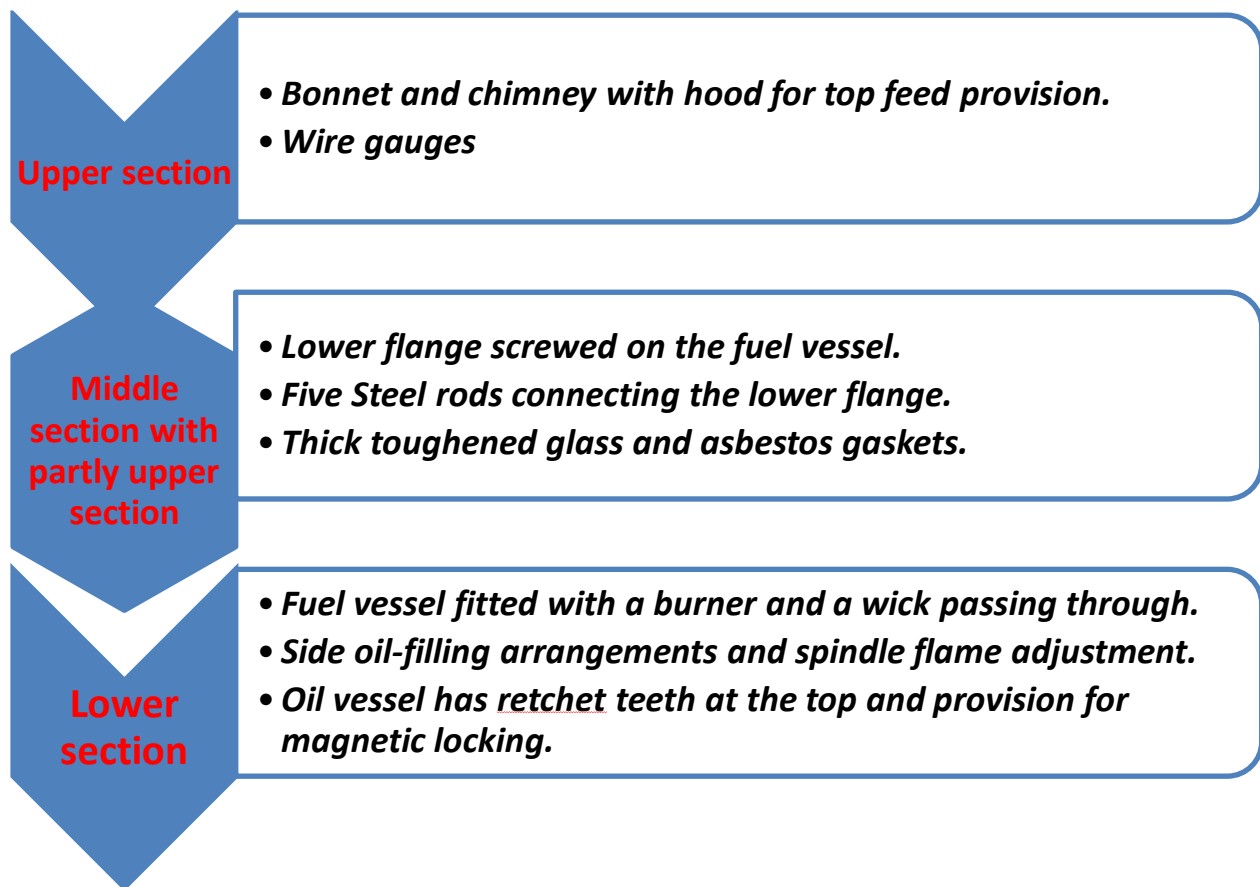 Upper section
• Bonnet and chimney with hood for top feed provision.
• Wire gauges
Middle
section with
partly upper
section
• Lower flange screwed on the fuel vessel.
• Five Steel rods connecting the lower flange.
• Thick toughened glass and asbestos gaskets.
Lower
section
• Fuel vessel fitted with a burner and a wick passing through.
• Side oil-filling arrangements and spindle flame adjustment.
• Oil vessel has retchet teeth at the top and provision for
magnetic locking.